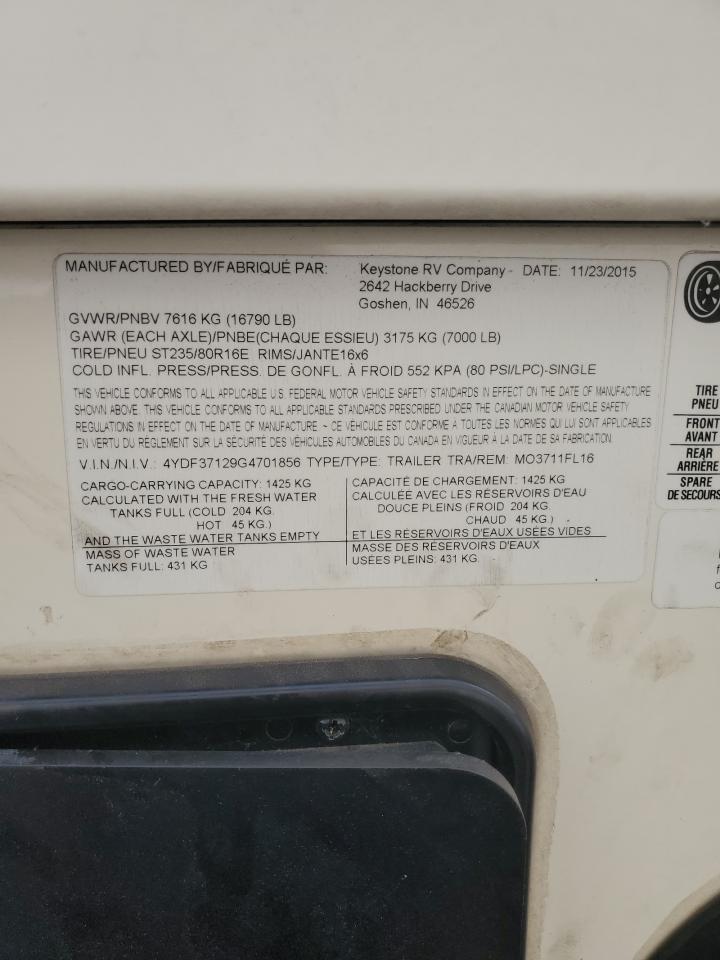 MANUFACTURED BY/FABRIQUÉ PAR: Keystone RV Company - DATE: 11/23/2015
2642 Hackberry Drive
Goshen, IN 46526
GVWR/PNBV 7616 KG (16790 LB)
GAWR (EACH AXLE)/PNBE(CHAQUE ESSIEU) 3175 KG (7000 LB)
TIRE/PNEU ST235/80R16E RIMS/JANTE16x6
COLD INFL. PRESS/PRESS. DE GONFL. À FROID 552 KPA (80 PSI/LPC)-SINGLE
THIS VEHICLE CONFORMS TO ALL APPLICABLE U.S. FEDERAL MOTOR VEHICLE SAFETY STANDARDS IN EFFECT ON THE DATE OF MANUFACTURE
SHOWN ABOVE. THIS VEHICLE CONFORMS TO ALL APPLICABLE STANDARDS PRESCRIBED UNDER THE CANADIAN MOTOR VEHICLE SAFETY
REGULATIONS IN EFFECT ON THE DATE OF MANUFACTURE ~ CE VÉHICULE EST CONFORME À TOUTES LES NORMES QUI LUI SONT APPLICABLES
EN VERTU DU RÈGLEMENT SUR LA SÉCURITÉ DES VÉHICULES AUTOMOBILES DU CANADA EN VIGUEUR À LA DATE DE SA FABRICATION.
V.I.N./N.I.V.: 4YDF37129G4701856 TYPE/TYPE: TRAILER TRA/REM: MO3711FL16
CARGO-CARRYING CAPACITY: 1425 KG
CALCULATED WITH THE FRESH WATER
TANKS FULL (COLD 204 KG.
HOT 45 KG.)
AND THE WASTE WATER TANKS EMPTY
MASS OF WASTE WATER
TANKS FULL: 431 KG
CAPACITÉ DE CHARGEMENT: 1425 KG
CALCULÉE AVEC LES RÉSERVOIRS D'EAU
DOUCE PLEINS (FROID 204 KG.
CHAUD 45 KG.)
ET LES RÉSERVOIRS D'EAUX USÉES VIDES
MASSE DES RÉSERVOIRS D'EAUX
USÉES PLEINS: 431 KG.
TIRE
PNEU
FRONT
AVANT
REAR
ARRIÈRE
SPARE
DE SECOURS